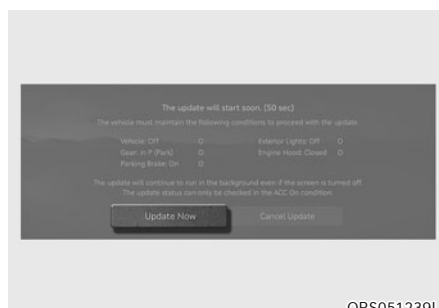 The update will start soon. [50 sec]
The vehicle must maintain the following conditions to proceed with the update.
Vehicle: Off O Exterior Lights: Off O
Gear: in P (Park) O Engine Hood: Closed O
Parking Brake: On O
The update will continue to run in the background even if the screen is turned off.
The update status can only be checked in the ACC On condition.
Update Now Cancel Update